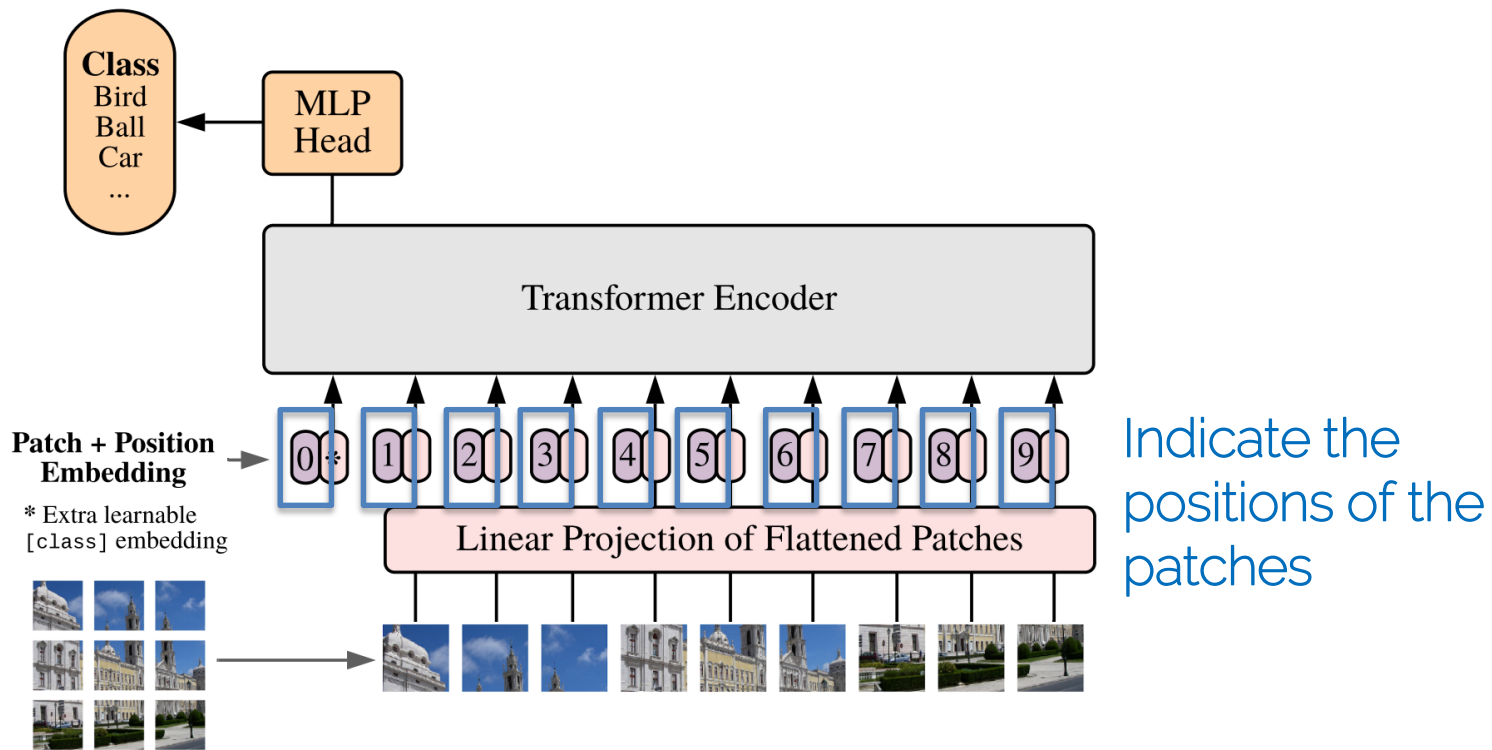 Class
Bird
Ball
Car
...
MLP
Head
Transformer Encoder
Patch + Position
Embedding
* Extra learnable
[class] embedding
0 * 1 2 3 4 5 6 7 8 9
Linear Projection of Flattened Patches
Indicate the
positions of the
patches